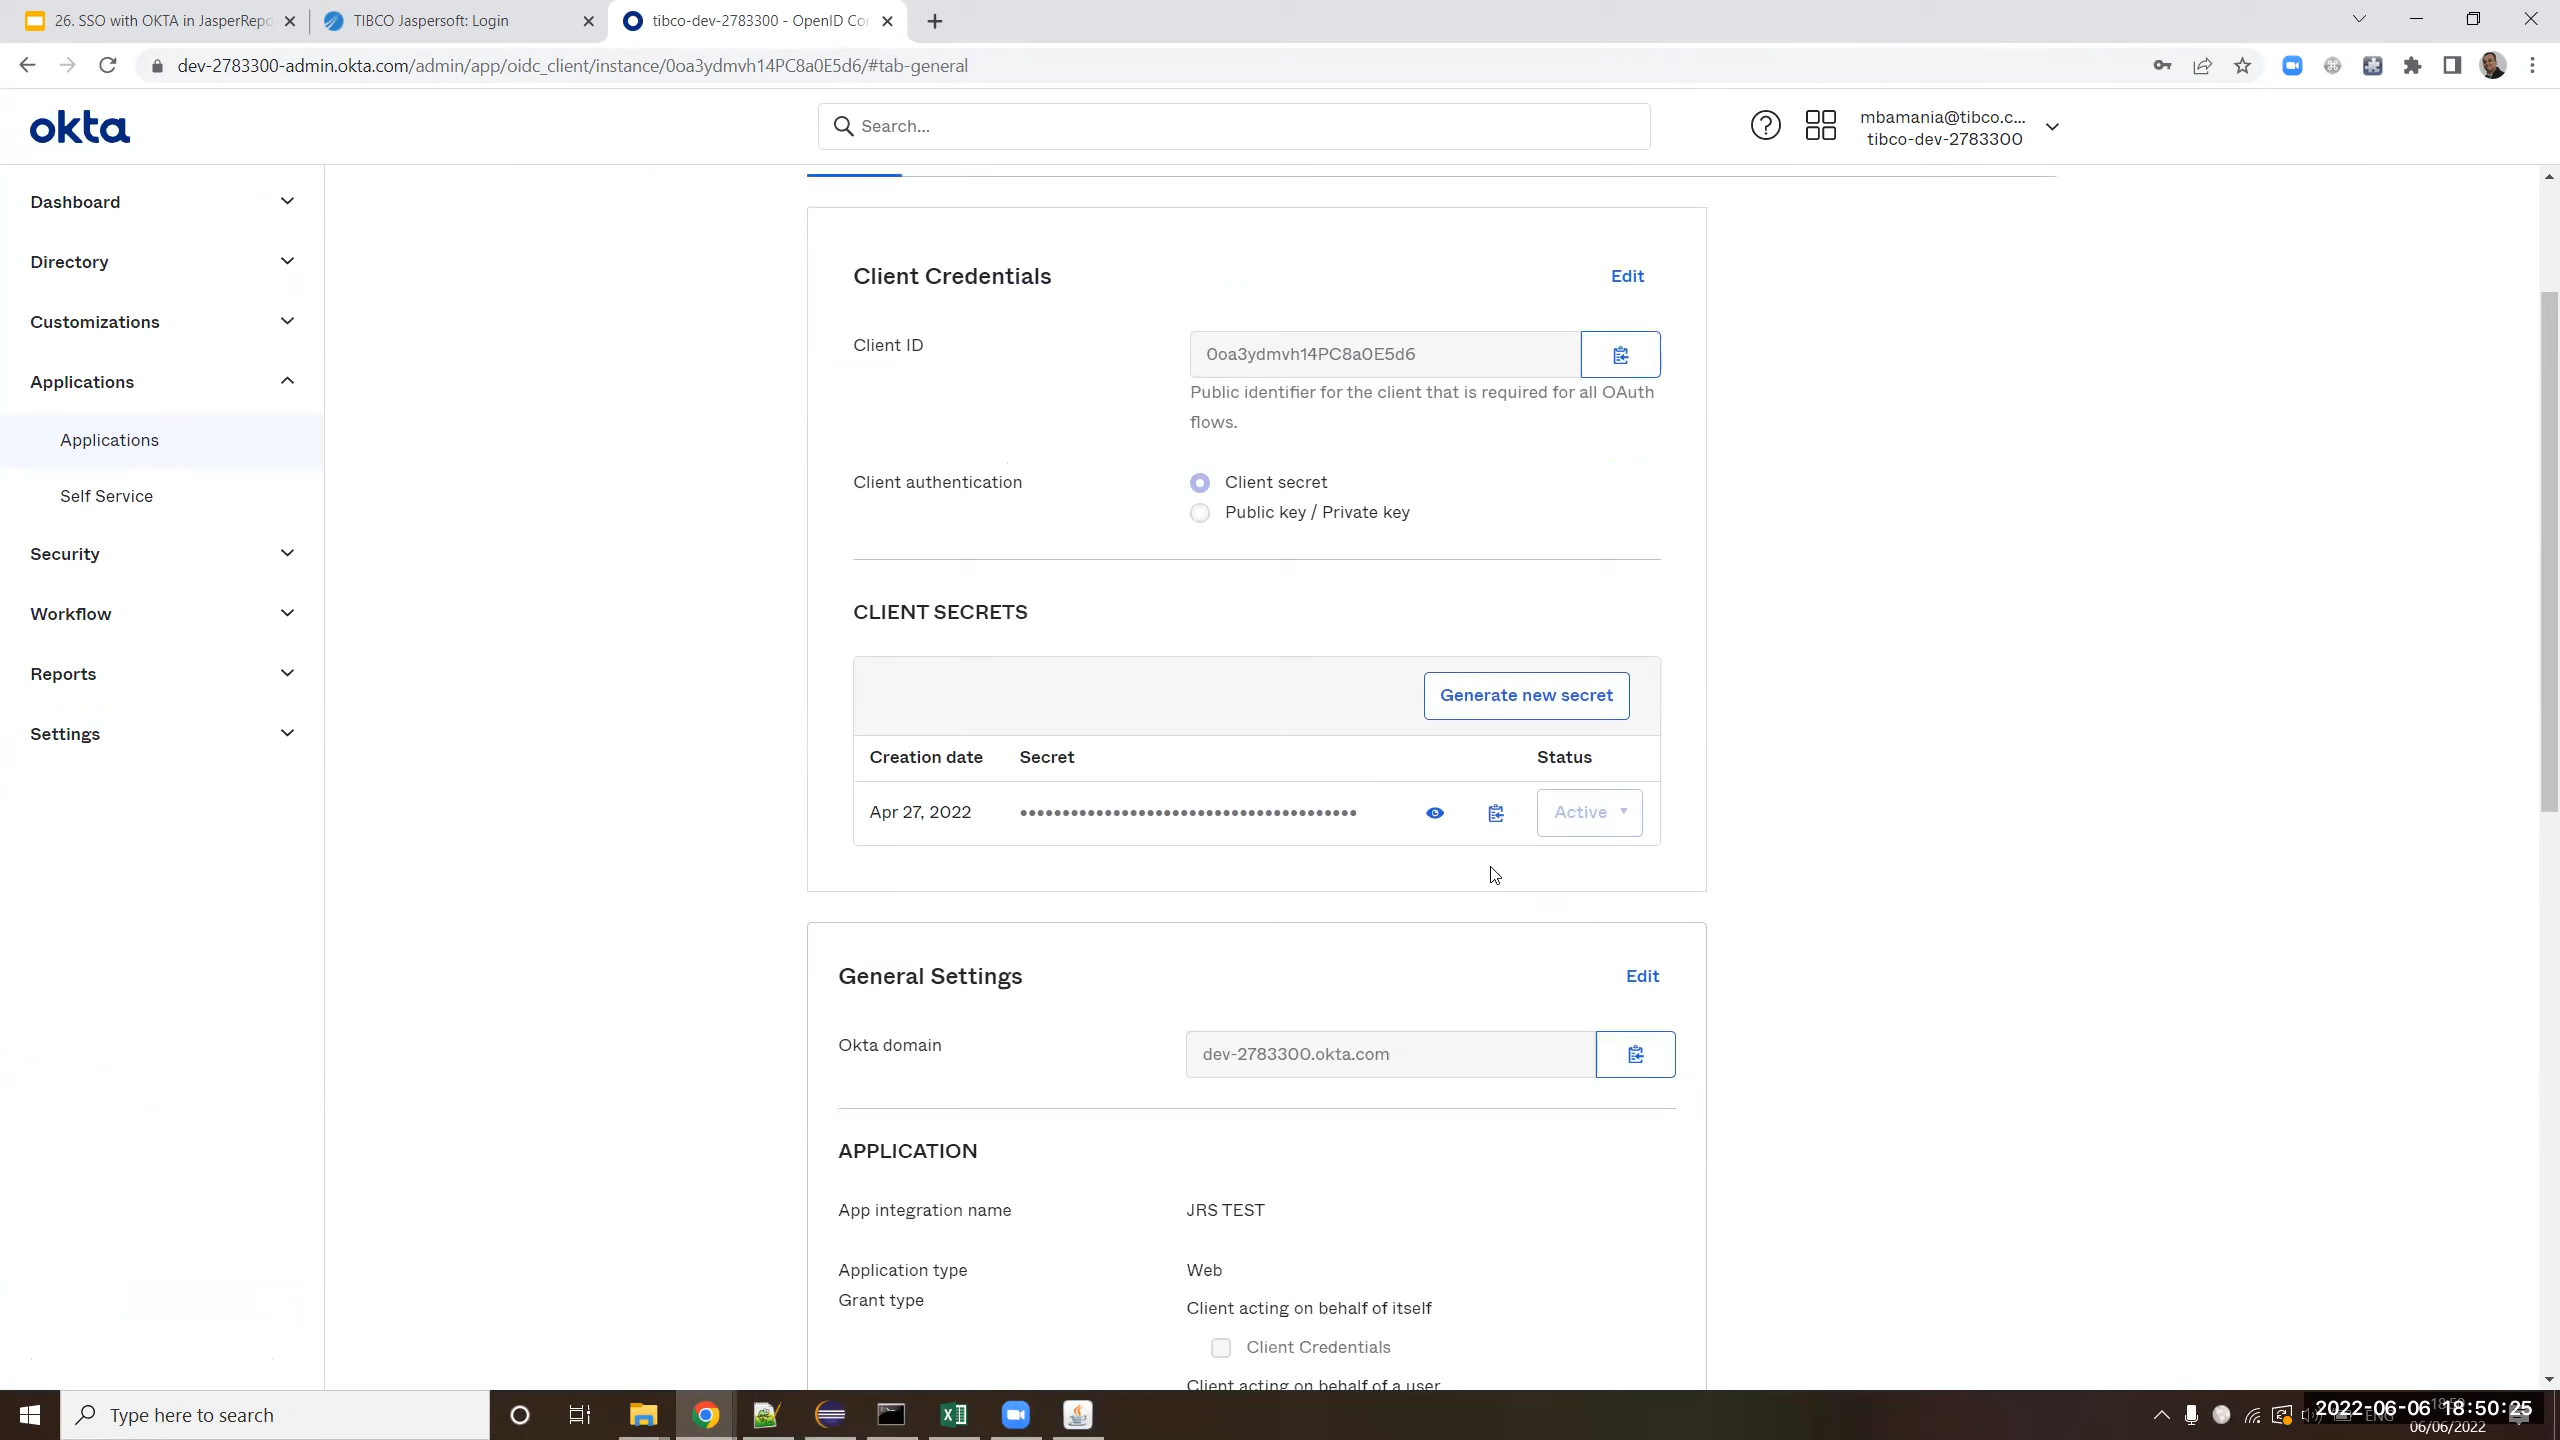 26. SSO with OKTA in JasperRepo
TIBCO Jaspersoft: Login
tibco-dev-2783300 - OpenID Co
dev-2783300-admin.okta.com/admin/app/oidc_client/instance/0oa3ydmvh14PC8a0E5d6/#tab-general
okta
Search...
mbamania@tibco.c...
tibco-dev-2783300
Dashboard
Directory
Customizations
Applications
Applications
Self Service
Security
Workflow
Reports
Settings
Client Credentials
Edit
Client ID
0oa3ydmvh14PC8a0E5d6
Public identifier for the client that is required for all OAuth
flows.
Client authentication
Client secret
Public key / Private key
CLIENT SECRETS
Generate new secret
Creation date Secret Status
Apr 27, 2022 •••••••••••••••••••••••••••••••••••••••• Active
General Settings
Edit
Okta domain
dev-2783300.okta.com
APPLICATION
App integration name
JRS TEST
Application type
Web
Grant type
Client acting on behalf of itself
Client Credentials
Client acting on behalf of a user
Type here to search
ENG
2022-06-06 18:50:25
06/06/2022